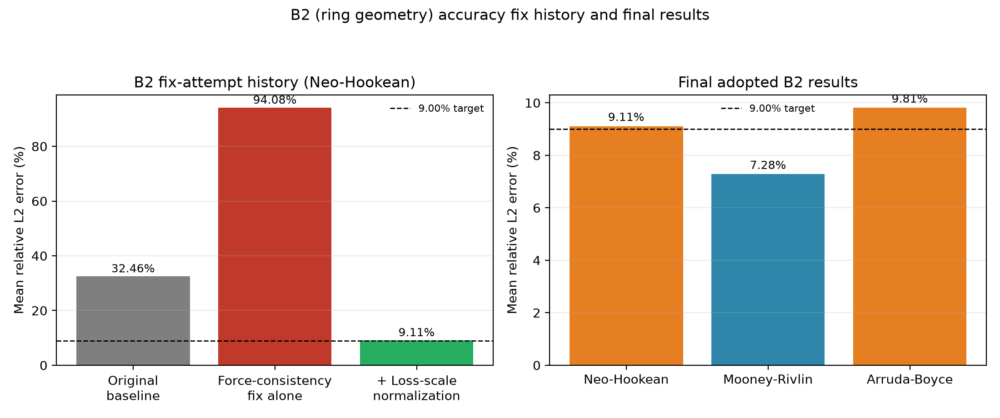 B2 (ring geometry) accuracy fix history and final results
B2 fix-attempt history (Neo-Hookean)
Mean relative L2 error (%)
80
60
40
20
0
94.08%
9.00% target
32.46%
9.11%
Original
baseline
Force-consistency
fix alone
+ Loss-scale
normalization
Final adopted B2 results
Mean relative L2 error (%)
10
8
6
4
2
0
9.81%
9.00% target
9.11%
7.28%
Neo-Hookean
Mooney-Rivlin
Arruda-Boyce